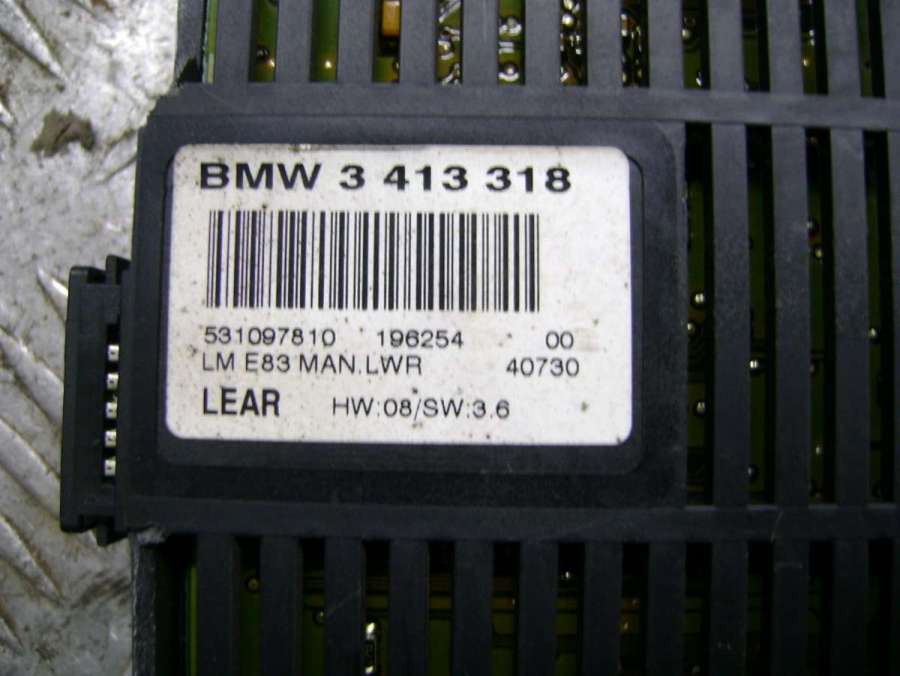 BMW 3 413 318
531097810 196254 00
LM E83 MAN.LWR 40730
LEAR HW:08/SW:3.6